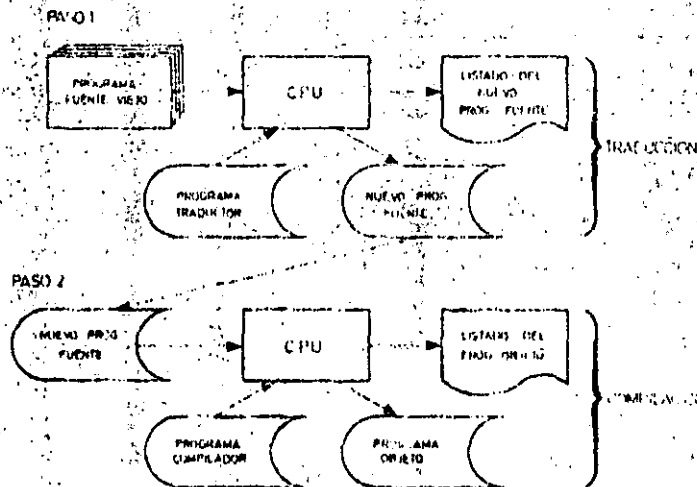 PASO 1
PROGRAMA
FUENTE VIEJO
CPU
LISTADO DEL
NUEVO
PROG. FUENTE
TRADUCCION
PROGRAMA
TRADUCTOR
NUEVO PROG
FUENTE
PASO 2
NUEVO PROG
FUENTE
CPU
LISTADO DEL
PROG OBJETO
COMPILACIO
PROGRAMA
COMPILADOR
PROGRAMA
OBJETO